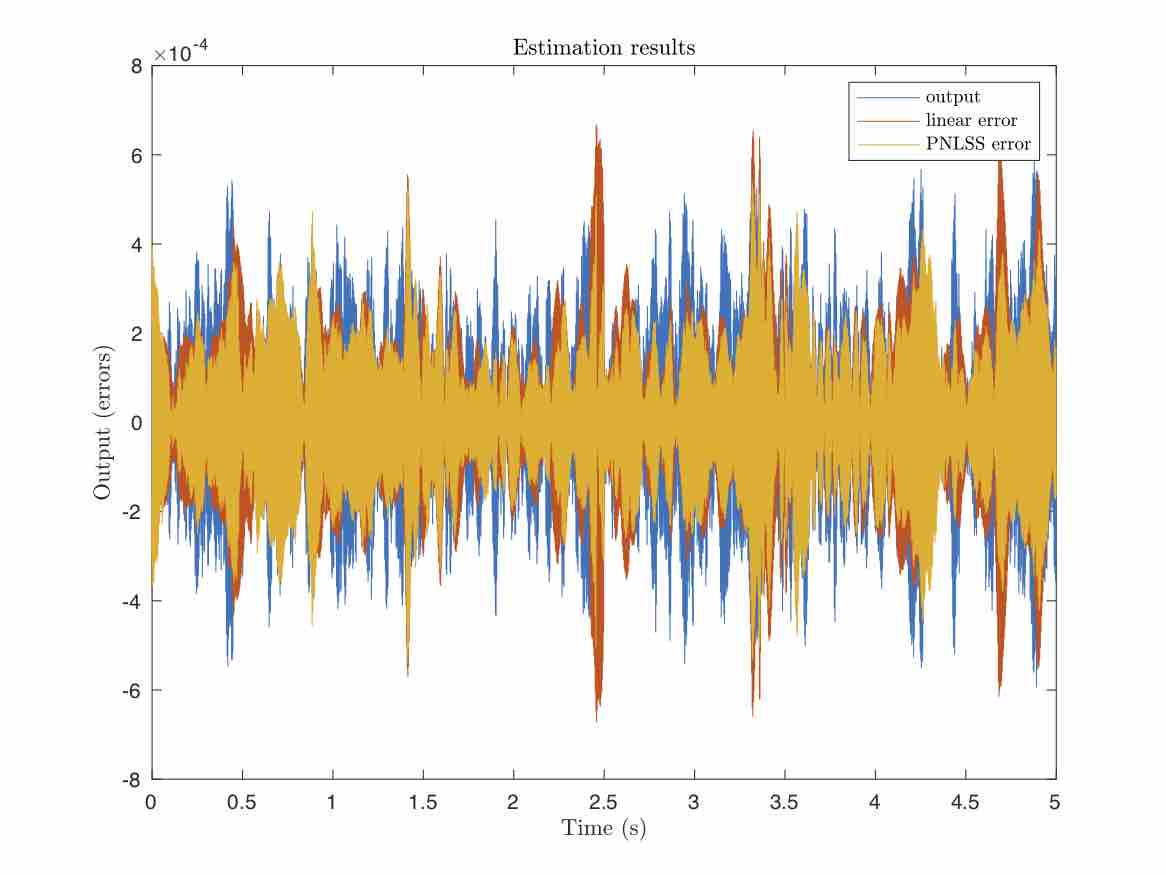 Estimation results
×10-4
8
6
4
2
0
-2
-4
-6
-8
Output (errors)
output
linear error
PNLSS error
0 0.5 1 1.5 2 2.5 3 3.5 4 4.5 5
Time (s)